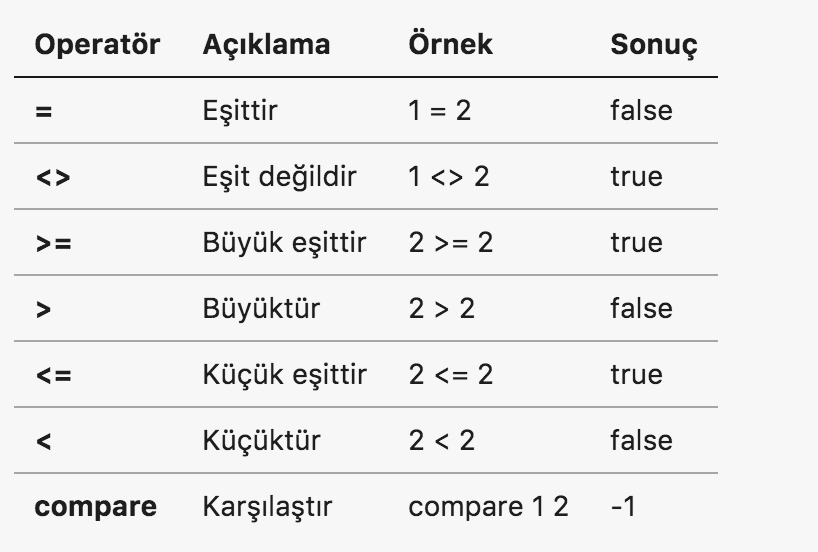 Operatör Açıklama Örnek Sonuç
= Eşittir 1 = 2 false
<> Eşit değildir 1 <> 2 true
>= Büyük eşittir 2 >= 2 true
> Büyüktür 2 > 2 false
<= Küçük eşittir 2 <= 2 true
< Küçüktür 2 < 2 false
compare Karşılaştır compare 1 2 -1